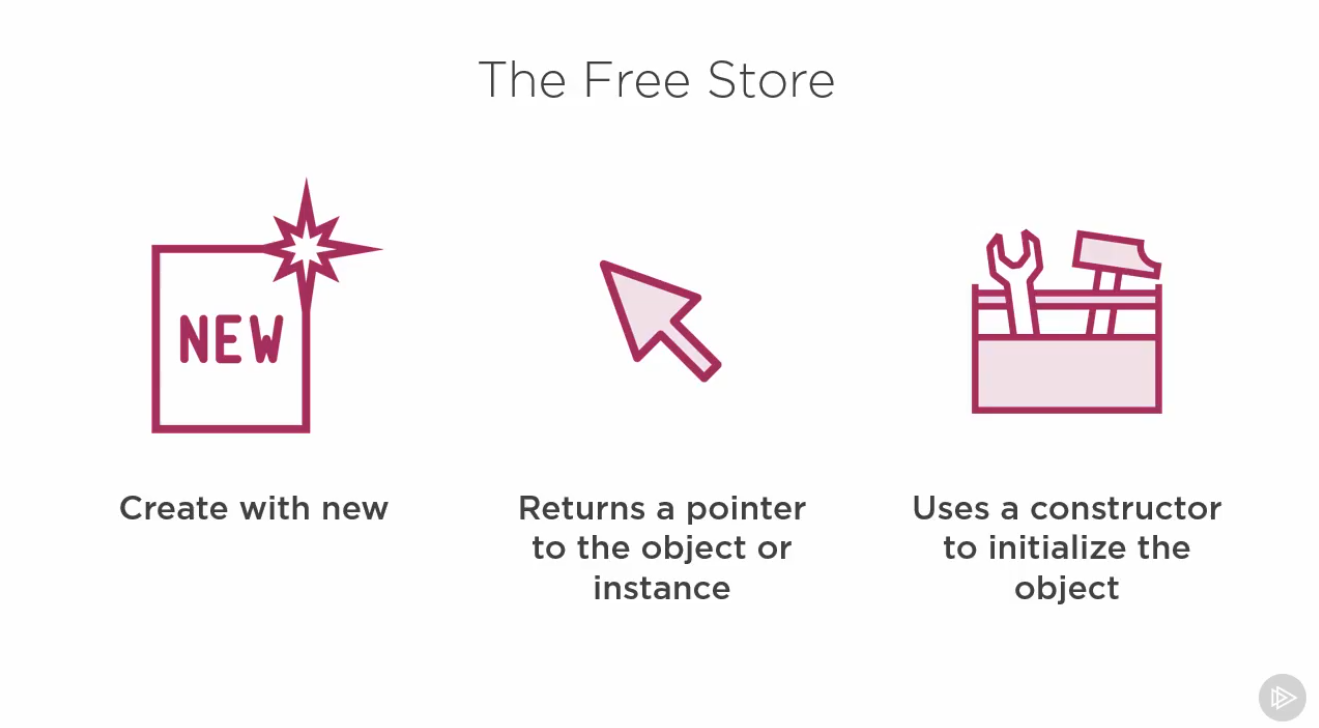 The Free Store
NEW
Create with new
Returns a pointer
to the object or
instance
Uses a constructor
to initialize the
object